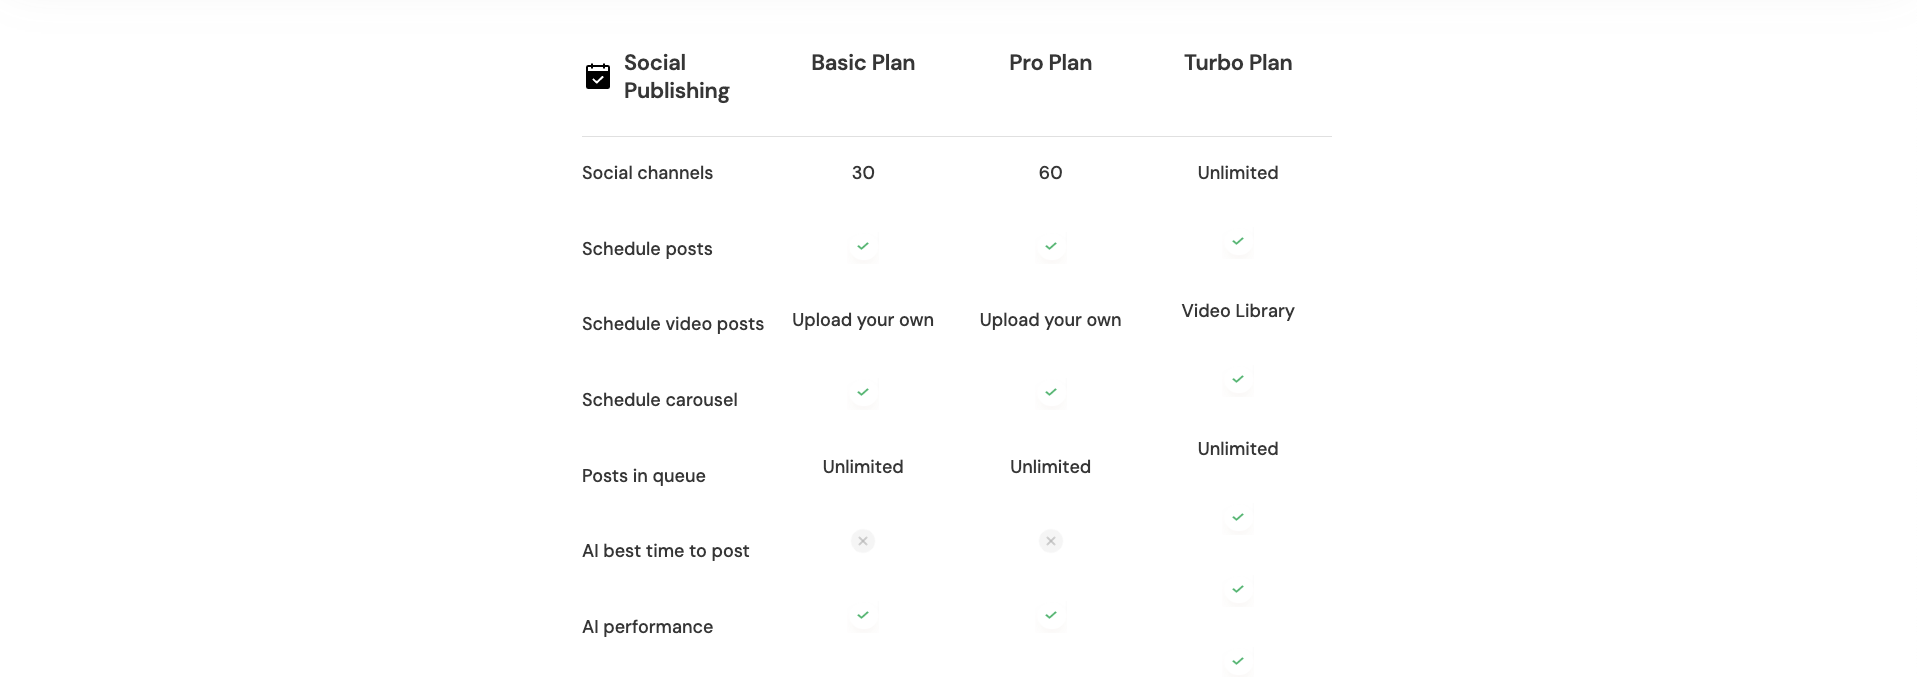 Social
Publishing
Basic Plan
Pro Plan
Turbo Plan
Social channels
30
60
Unlimited
Schedule posts
Schedule video posts
Upload your own
Upload your own
Video Library
Schedule carousel
Posts in queue
Unlimited
Unlimited
Unlimited
AI best time to post
AI performance